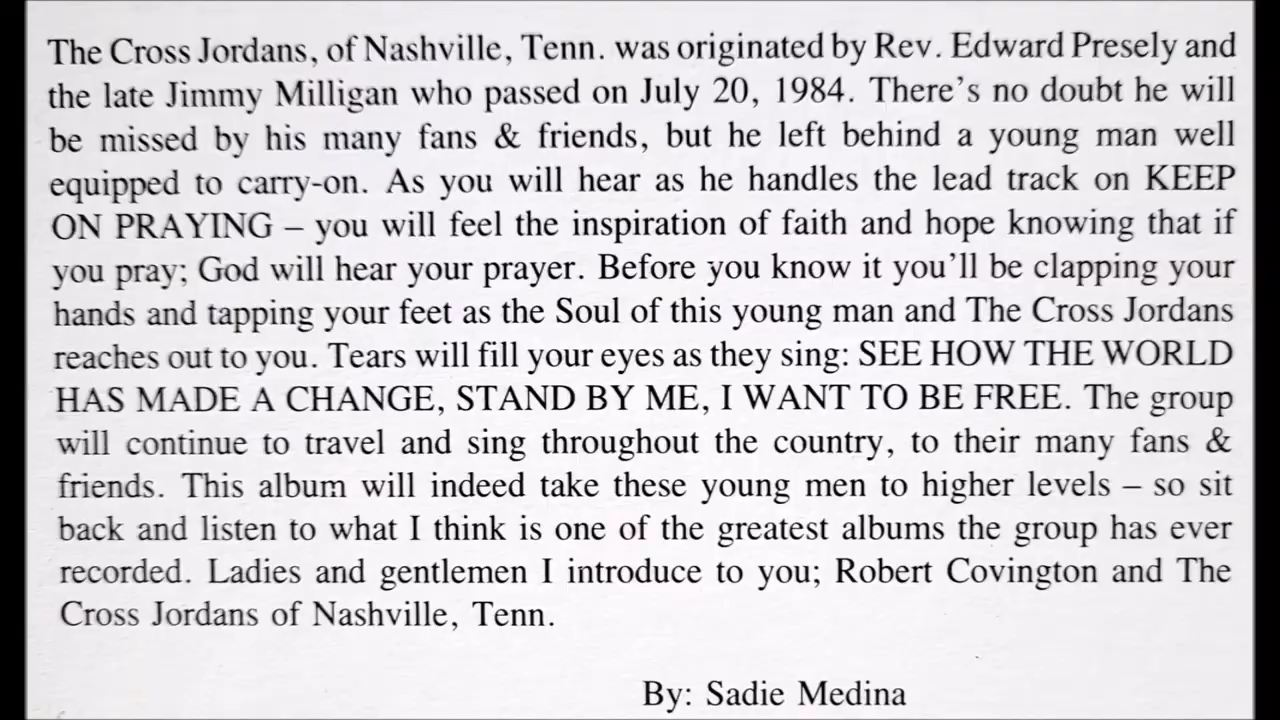 The Cross Jordans, of Nashville, Tenn. was originated by Rev. Edward Presely and
the late Jimmy Milligan who passed on July 20, 1984. There's no doubt he will
be missed by his many fans & friends, but he left behind a young man well
equipped to carry-on. As you will hear as he handles the lead track on KEEP
ON PRAYING – you will feel the inspiration of faith and hope knowing that if
you pray; God will hear your prayer. Before you know it you'll be clapping your
hands and tapping your feet as the Soul of this young man and The Cross Jordans
reaches out to you. Tears will fill your eyes as they sing: SEE HOW THE WORLD
HAS MADE A CHANGE, STAND BY ME, I WANT TO BE FREE. The group
will continue to travel and sing throughout the country, to their many fans &
friends. This album will indeed take these young men to higher levels – so sit
back and listen to what I think is one of the greatest albums the group has ever
recorded. Ladies and gentlemen I introduce to you; Robert Covington and The
Cross Jordans of Nashville, Tenn.
By: Sadie Medina